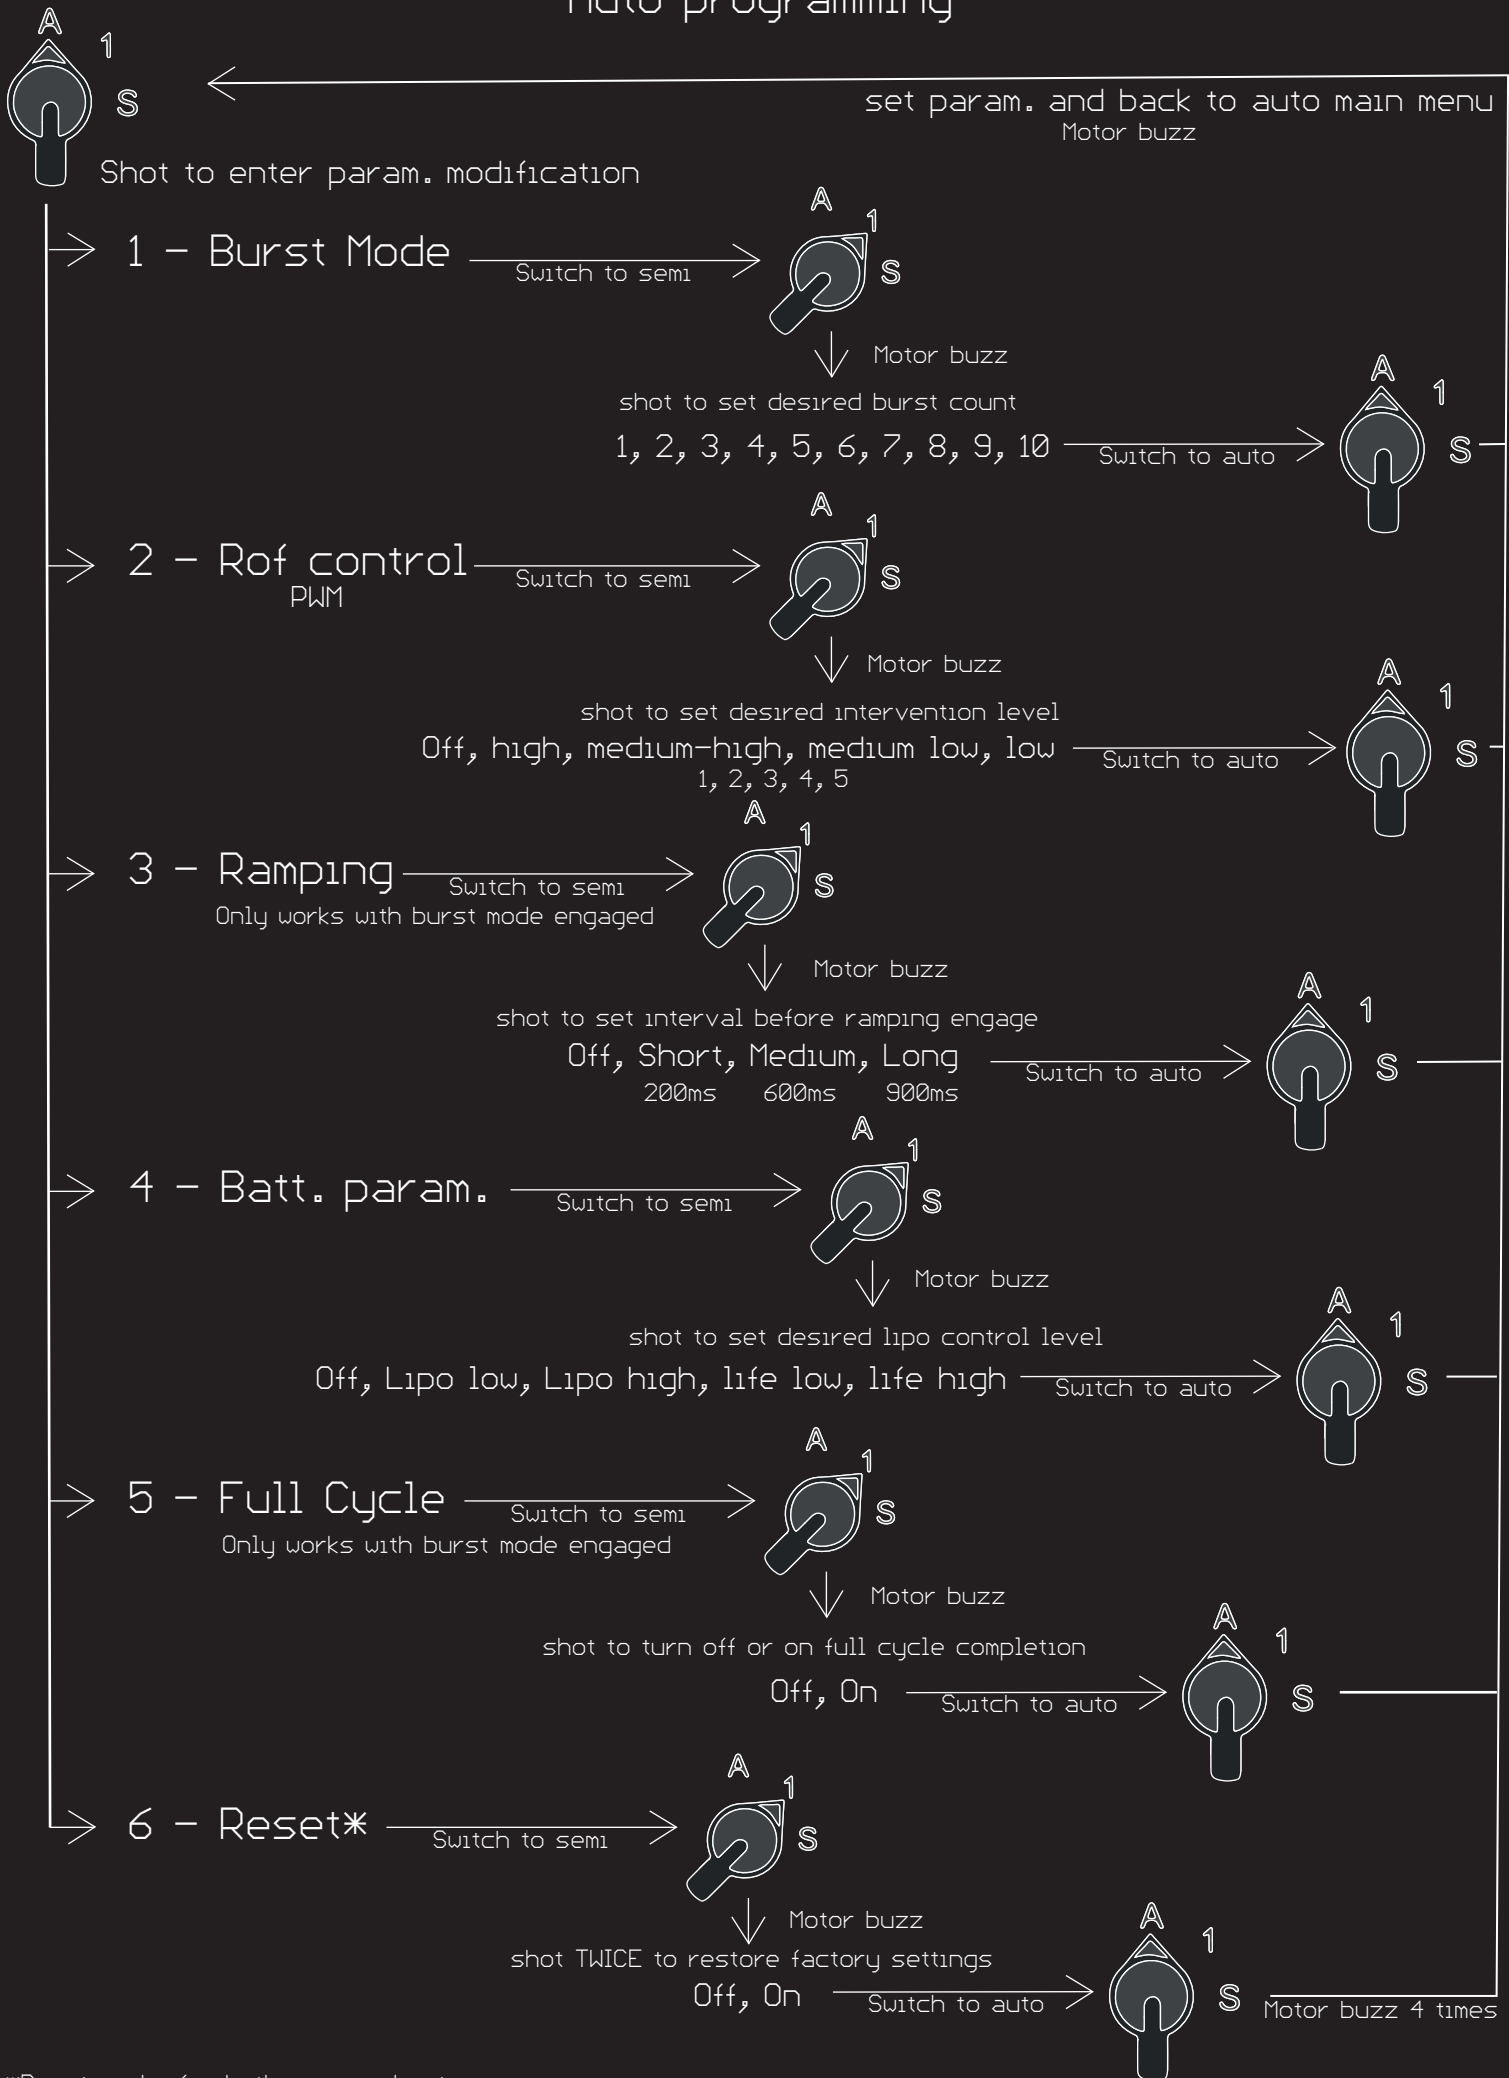 Auto programming
A
1
S
set param. and back to auto main menu
Motor buzz
Shot to enter param. modification
A
1
S
1 - Burst Mode
Switch to semi
Motor buzz
shot to set desired burst count
1, 2, 3, 4, 5, 6, 7, 8, 9, 10
Switch to auto
A
1
S
2 - Rof control
PWM
Switch to semi
A
1
S
Motor buzz
shot to set desired intervention level
Off, high, medium-high, medium low, low
1, 2, 3, 4, 5
Switch to auto
A
1
S
3 - Ramping
Only works with burst mode engaged
Switch to semi
A
1
S
Motor buzz
shot to set interval before ramping engage
Off, Short, Medium, Long
200ms 600ms 900ms
Switch to auto
A
1
S
4 - Batt. param.
Switch to semi
A
1
S
Motor buzz
shot to set desired lipo control level
Off, Lipo low, Lipo high, life low, life high
Switch to auto
A
1
S
5 - Full Cycle
Only works with burst mode engaged
Switch to semi
A
1
S
Motor buzz
shot to turn off or on full cycle completion
Off, On
Switch to auto
A
1
S
6 - Reset*
Switch to semi
A
1
S
Motor buzz
shot TWICE to restore factory settings
Off, On
Switch to auto
A
1
S
Motor buzz 4 times